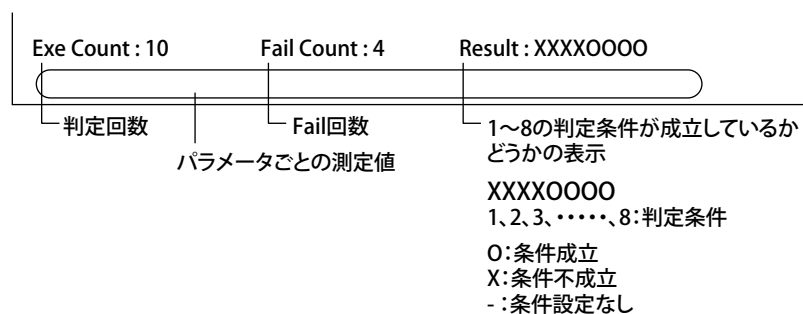 Exe Count : 10 Fail Count : 4 Result : XXXXOOOO
判定回数 Fail回数 1～8の判定条件が成立しているか
どうかの表示
パラメータごとの測定値
XXXXOOOO
1、2、3、・・・・・、8：判定条件
O：条件成立
X：条件不成立
-：条件設定なし